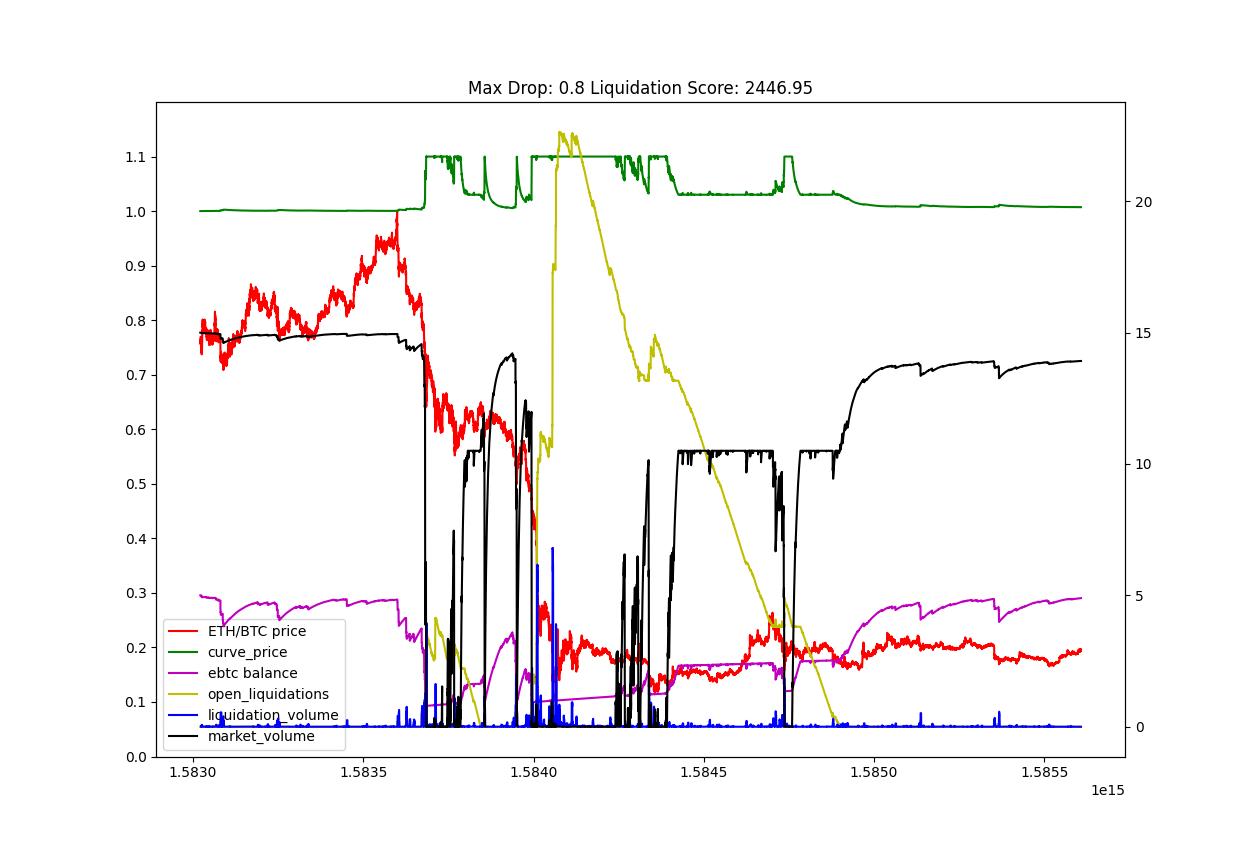 Max Drop: 0.8 Liquidation Score: 2446.95
1.1
1.0
0.9
0.8
0.7
0.6
0.5
0.4
0.3
0.2
0.1
0.0
20
15
10
5
0
ETH/BTC price
curve_price
ebtc balance
open_liquidations
liquidation_volume
market_volume
1.5830 1.5835 1.5840 1.5845 1.5850 1.5855
1e15